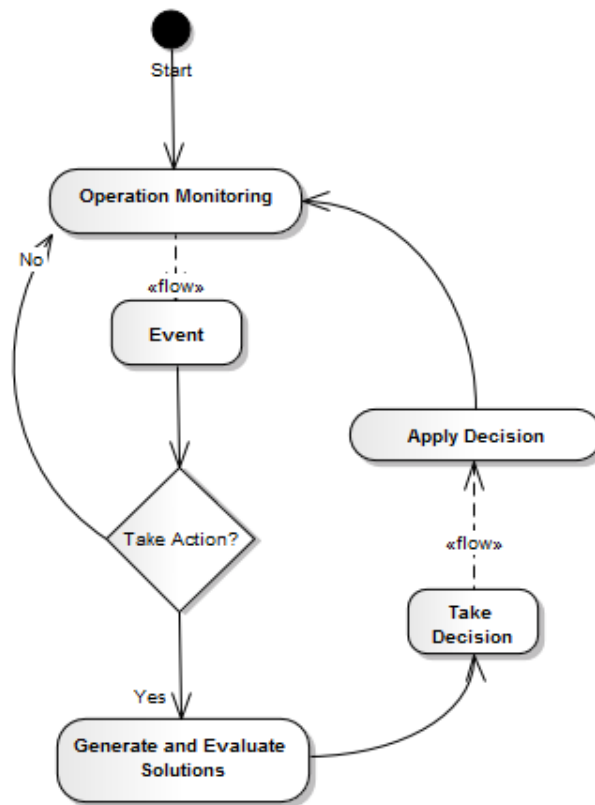 Start
Operation Monitoring
No
«flow»
Event
Apply Decision
Take Action?
«flow»
Take
Decision
Yes
Generate and Evaluate
Solutions